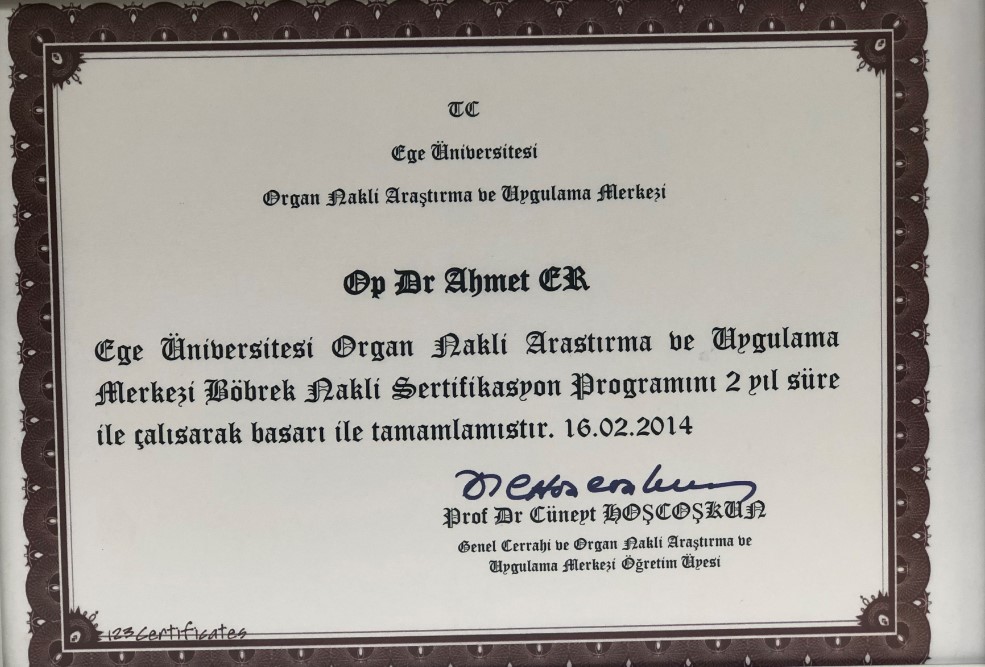 TC
Ege Üniversitesi
Organ Nakli Araştırma ve Uygulama Merkezi
Op Dr Ahmet ER
Ege Üniversitesi Organ Nakli Arastırma ve Uygulama
Merkezi Böbrek Nakli Sertifikasyon Programını 2 yıl süre
ile çalısarak basarı ile tamamlamıstır. 16.02.2014
Prof Dr Cüneyt HOŞCOŞKUN
Genel Cerrahi ve Organ Nakli Araştırma ve
Uygulama Merkezi Öğretim Üyesi
123Certificates